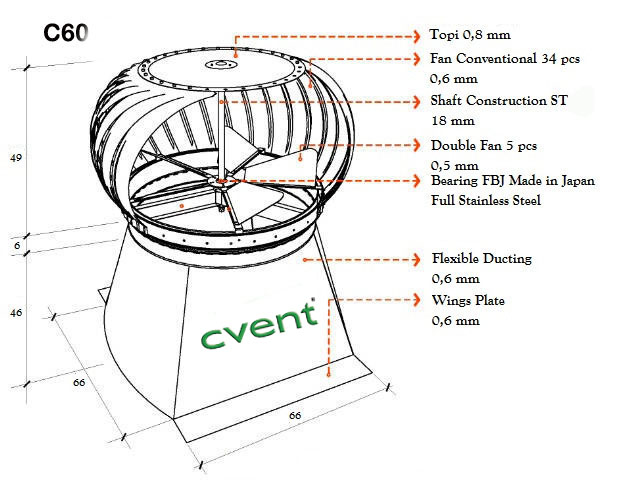 C60
Topi 0,8 mm
Fan Conventional 34 pcs
0,6 mm
Shaft Construction ST
18 mm
Double Fan 5 pcs
0,5 mm
Bearing FBJ Made in Japan
Full Stainless Steel
Flexible Ducting
0,6 mm
Wings Plate
0,6 mm
49
6
46
66
66
cvent